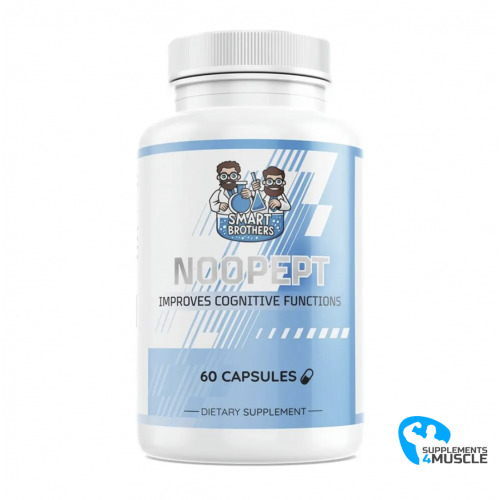 SMART
BROTHERS
NOOPEPT
IMPROVES COGNITIVE FUNCTIONS
60 CAPSULES
DIETARY SUPPLEMENT
SUPPLEMENTS
4MUSCLE